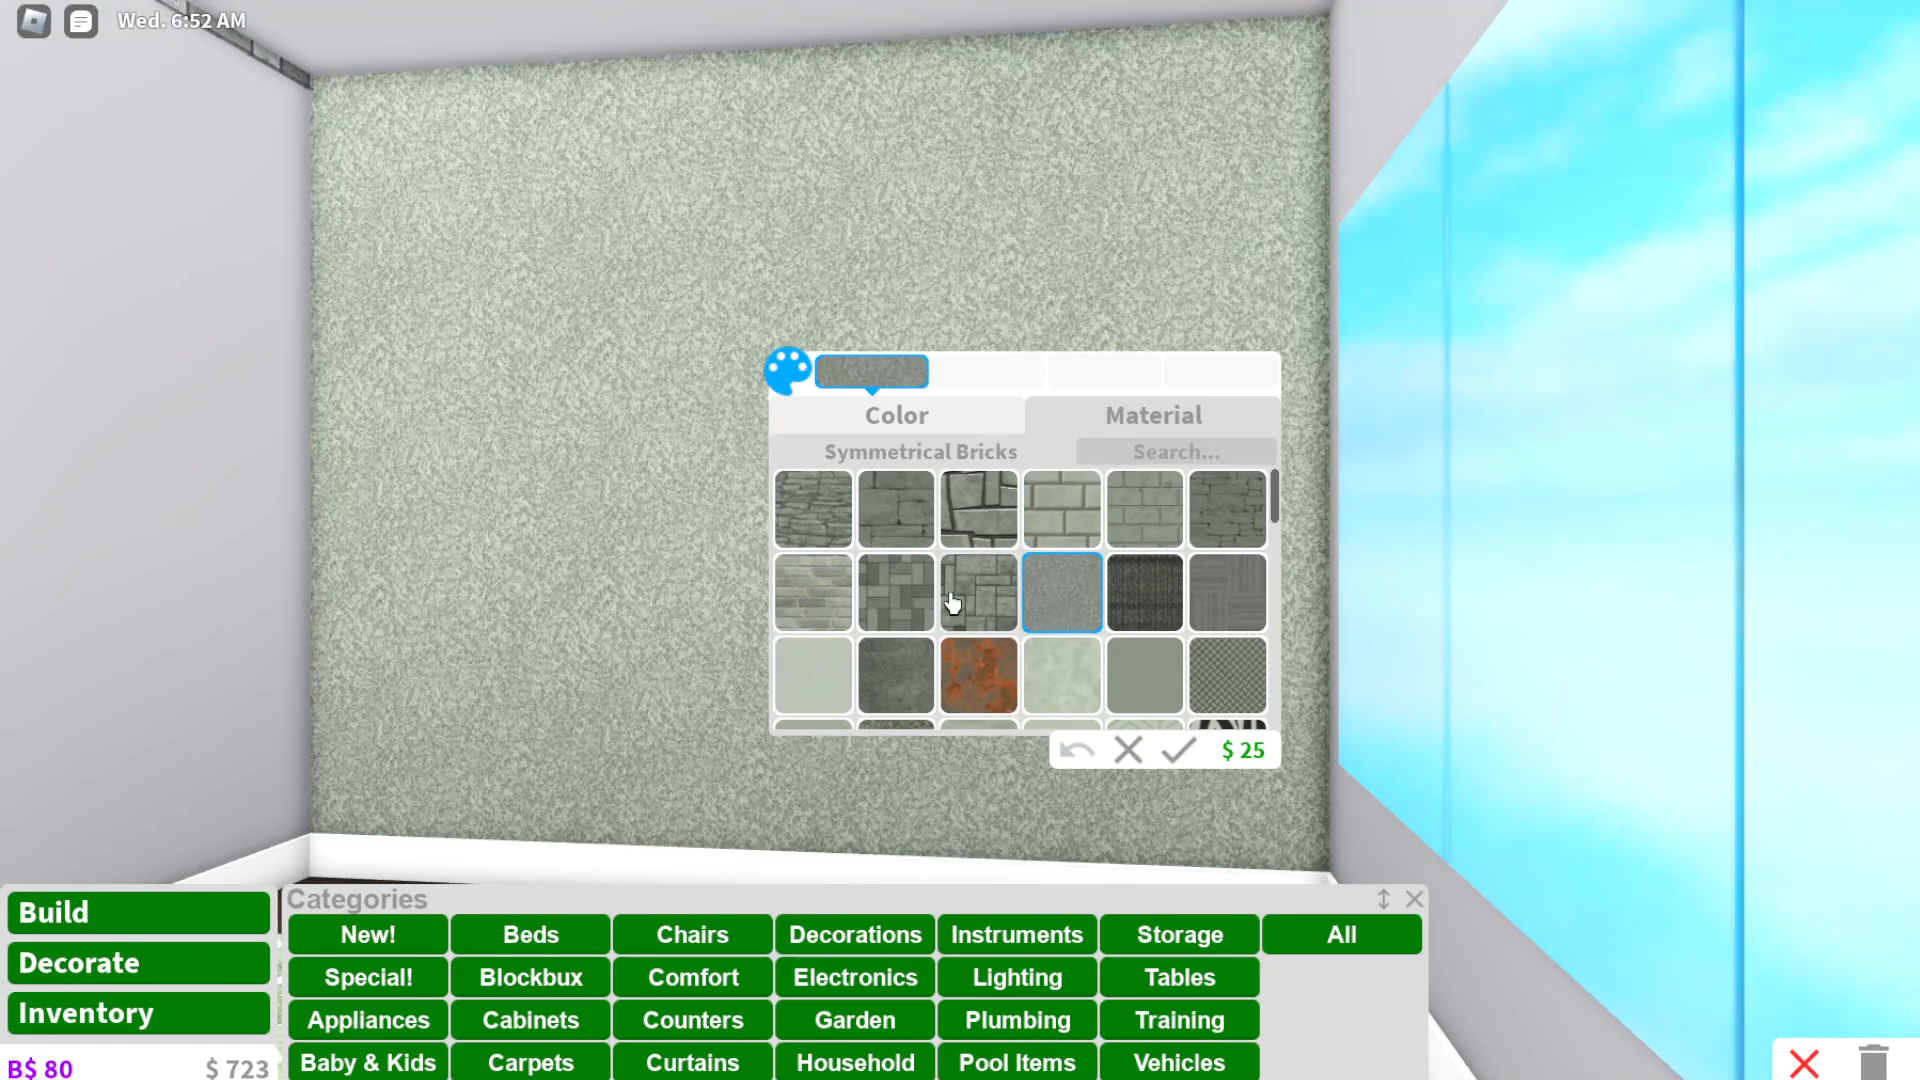 Wed. 6:52 AM
Color Material
Symmetrical Bricks Search...
$ 25
Build
Decorate
Inventory
B$ 80 $ 723
Categories
New! Beds Chairs Decorations Instruments Storage All
Special! Blockbux Comfort Electronics Lighting Tables
Appliances Cabinets Counters Garden Plumbing Training
Baby & Kids Carpets Curtains Household Pool Items Vehicles